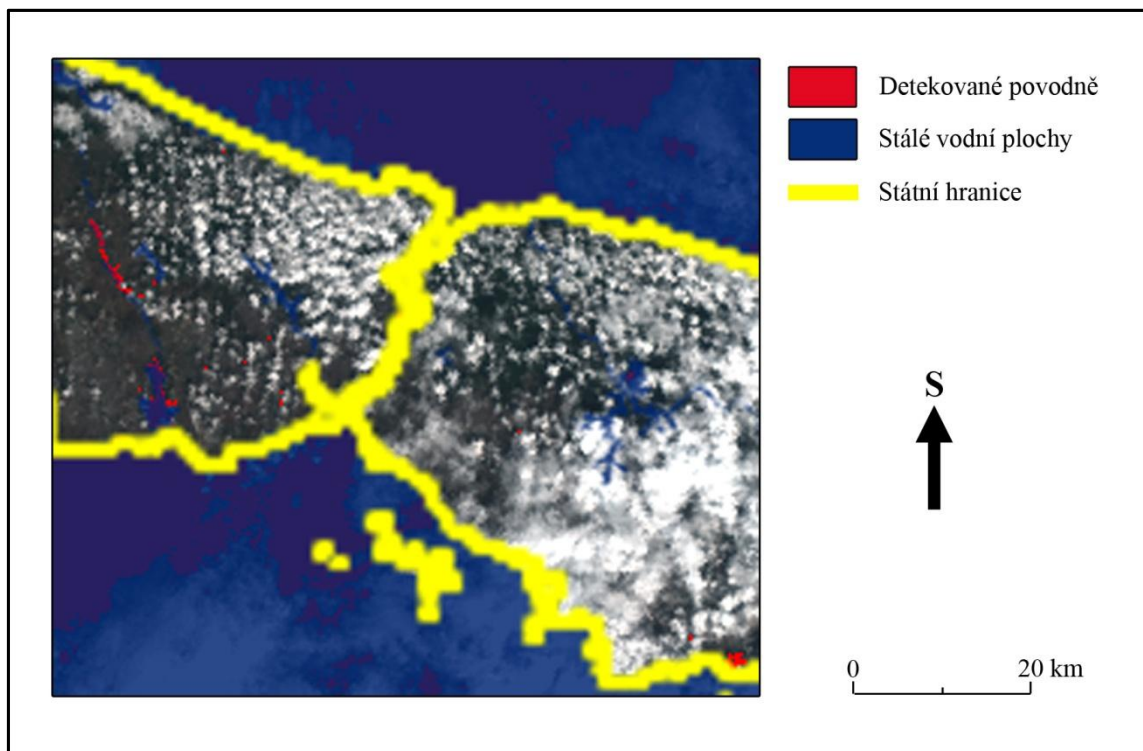 Detekované povodně
Stálé vodní plochy
Státní hranice
S
0 20 km